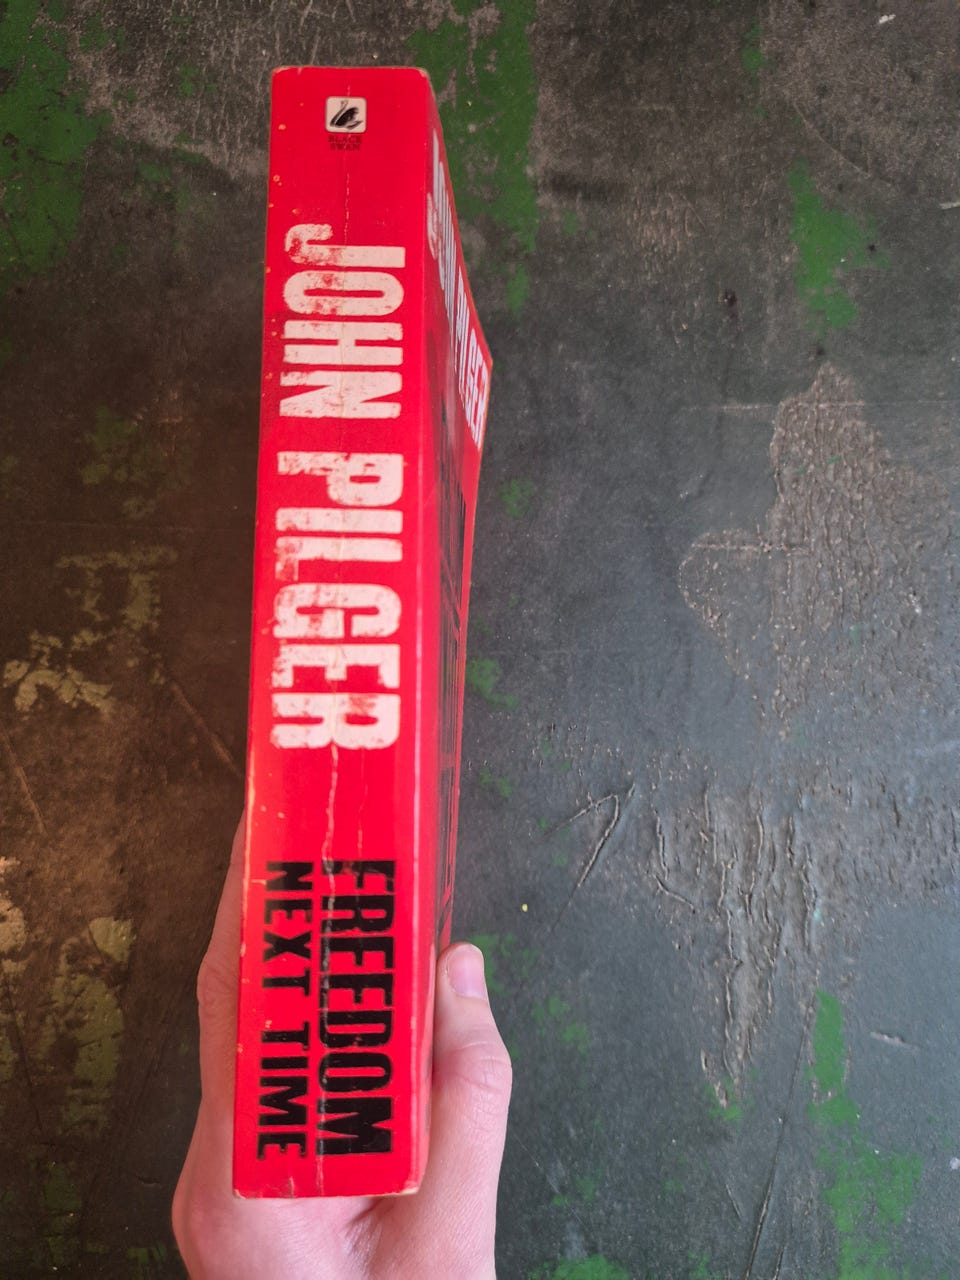 BLACK
SWAN
JOHN PILGER
FREEDOM
NEXT TIME
JOHN PILGER